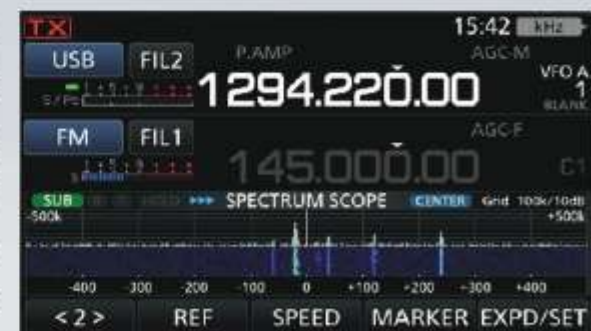 TX 15:42 kHz
USB FIL2 P.AMP AGC-M
1294.220.00 VFO A
1
BLANK
FM FIL1 AGC-F
145.000.00 C1
SUB HOLD SPECTRUM SCOPE CENTER Grid 100k/10dB
-500k +500k
-400 -300 -200 -100 0 +100 +200 +300 +400
<2> REF SPEED MARKER EXPD/SET